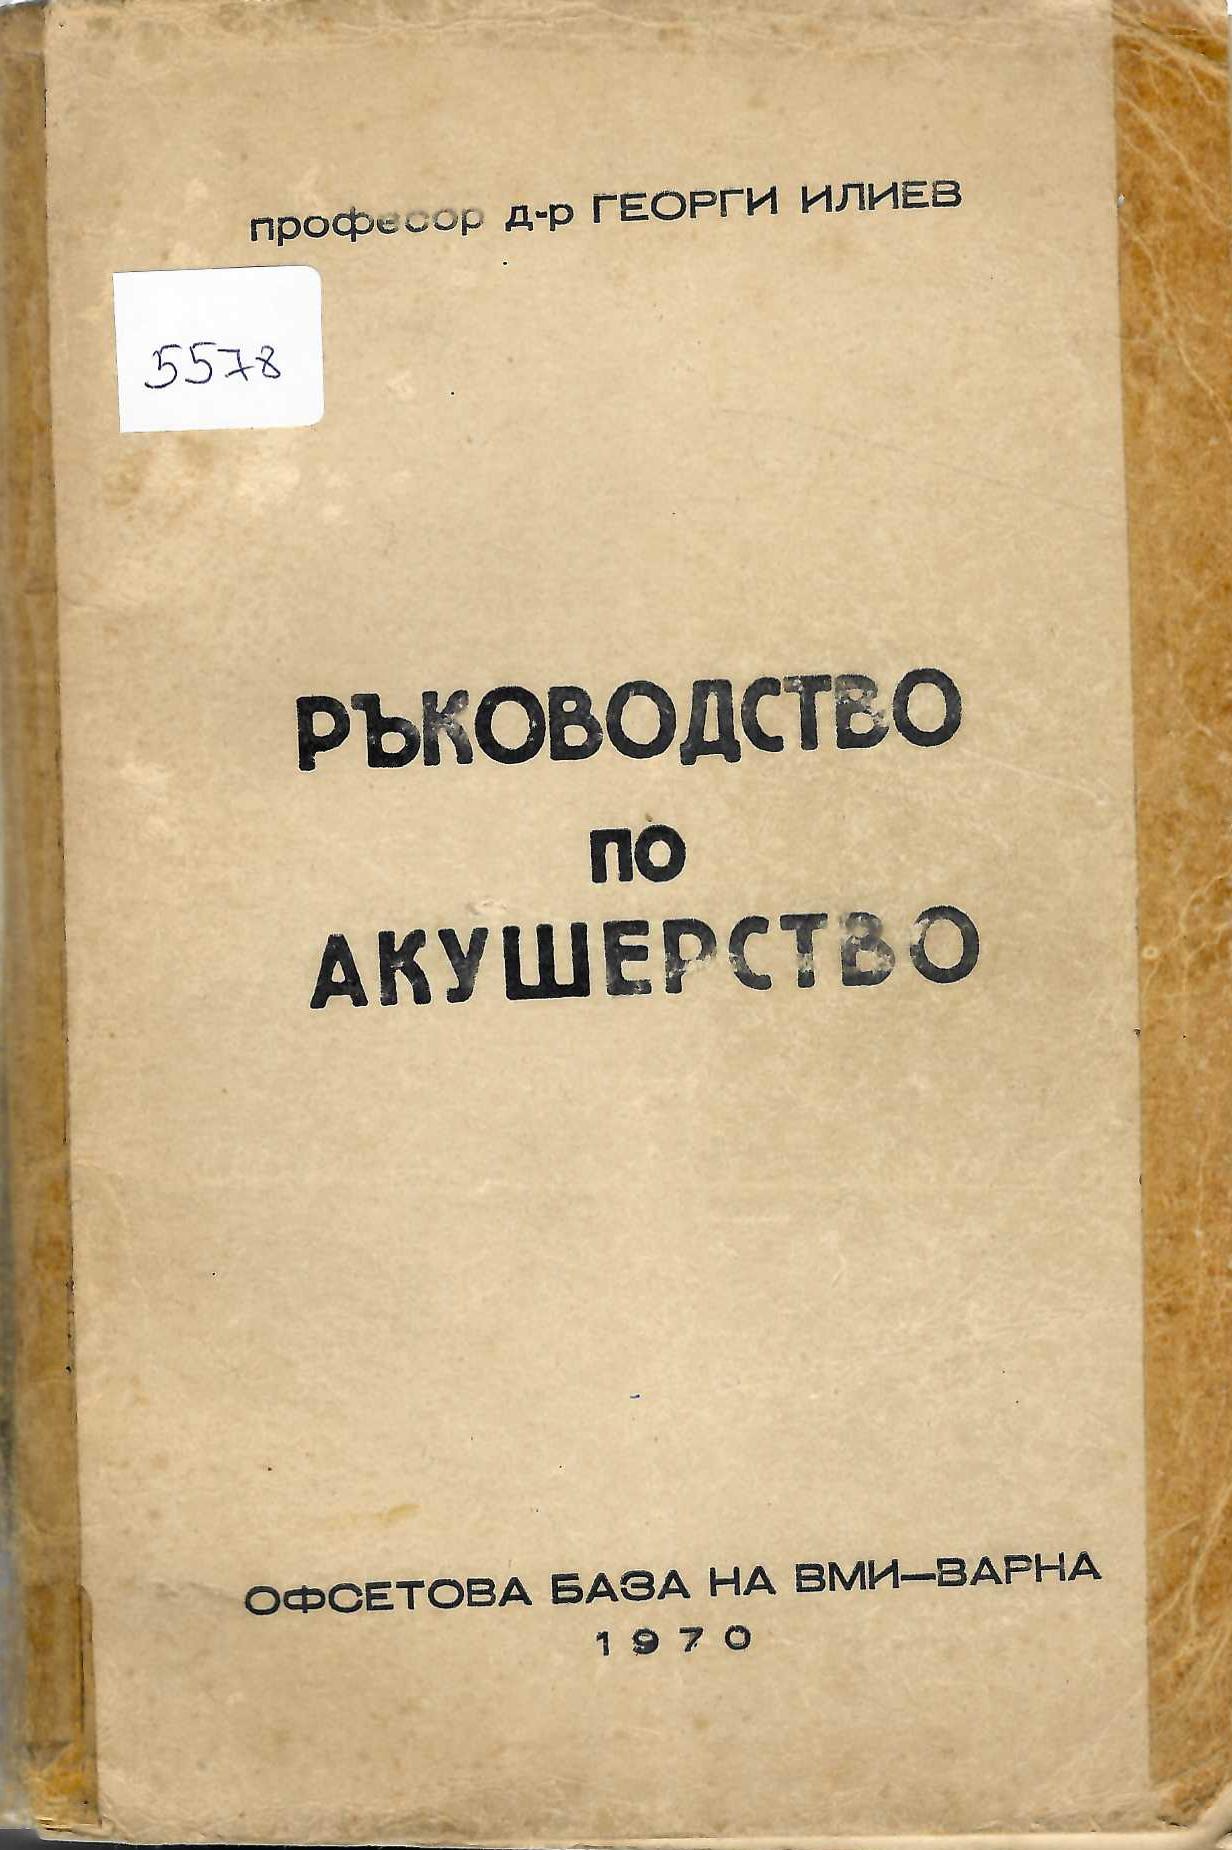 професор д-р ГЕОРГИ ИЛИЕВ
5578
РЪКОВОДСТВО
ПО
АКУШЕРСТВО
ОФСЕТОВА БАЗА НА ВМИ—ВАРНА
1970